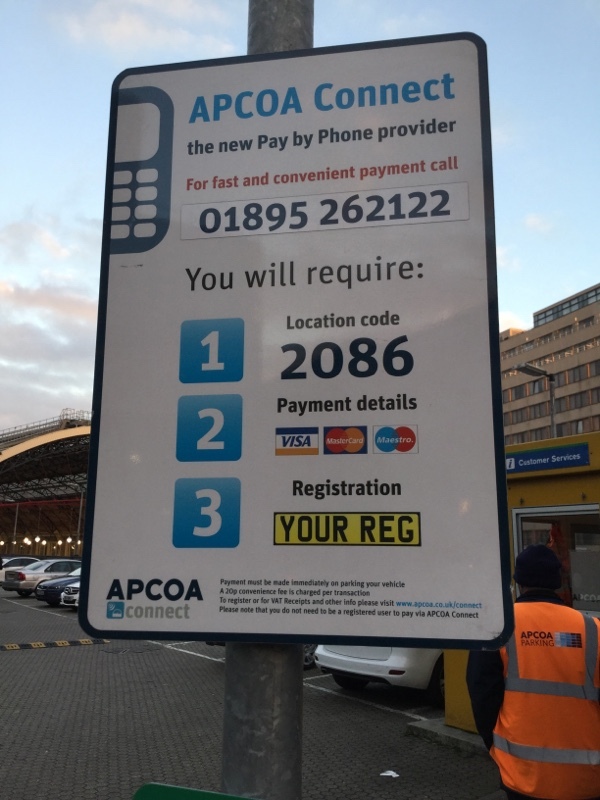 APCOA Connect
the new Pay by Phone provider
For fast and convenient payment call
01895 262122
You will require:
1
Location code
2086
2
Payment details
VISA MasterCard Maestro.
3
Registration
YOUR REG
APCOA
connect
Payment must be made immediately on parking your vehicle
A 20p convenience fee is charged per transaction
To register or for VAT Receipts and other info please visit www.apcoa.co.uk/connect
Please note that you do not need to be a registered user to pay via APCOA Connect
i Customer Services
APCOA
PARKING